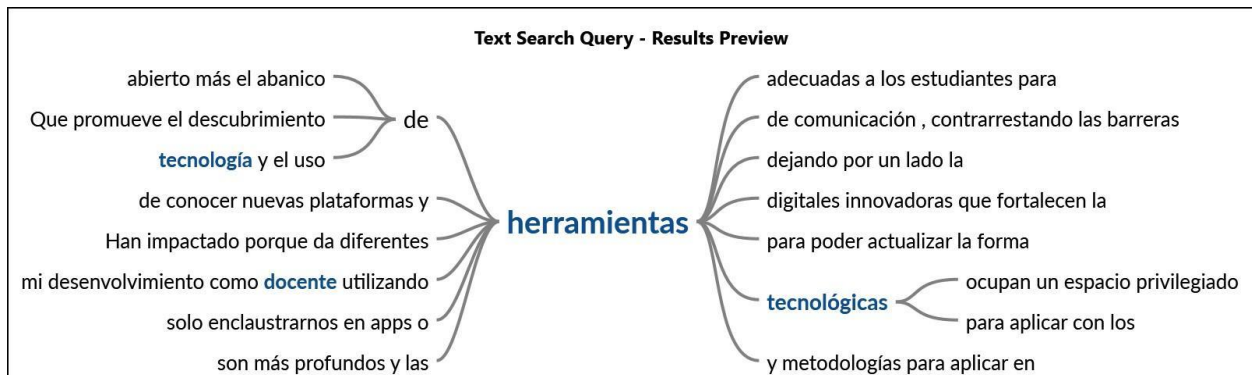 Text Search Query - Results Preview
abierto más el abanico
Que promueve el descubrimiento
tecnología y el uso
de
de conocer nuevas plataformas y
Han impactado porque da diferentes
mi desenvolvimiento como docente utilizando
solo enclaustrarnos en apps o
son más profundos y las
herramientas
adecuadas a los estudiantes para
de comunicación , contrarrestando las barreras
dejando por un lado la
digitales innovadoras que fortalecen la
para poder actualizar la forma
tecnológicas
ocupan un espacio privilegiado
para aplicar con los
y metodologías para aplicar en